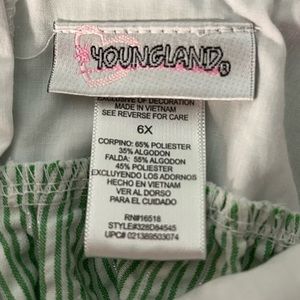 YOUNGLAND®
EXCLUSIVE OF DECORATION
MADE IN VIETNAM
SEE REVERSE FOR CARE
6X
CORPINO: 65% POLIESTER
35% ALGODON
FALDA: 55% ALGODON
45% POLIESTER
EXCLUYENDO LOS ADORNOS
HECHO EN VIETNAM
VER AL DORSO
PARA EL CUIDADO
RN#16518
STYLE#328D84545
UPC# 021389503074